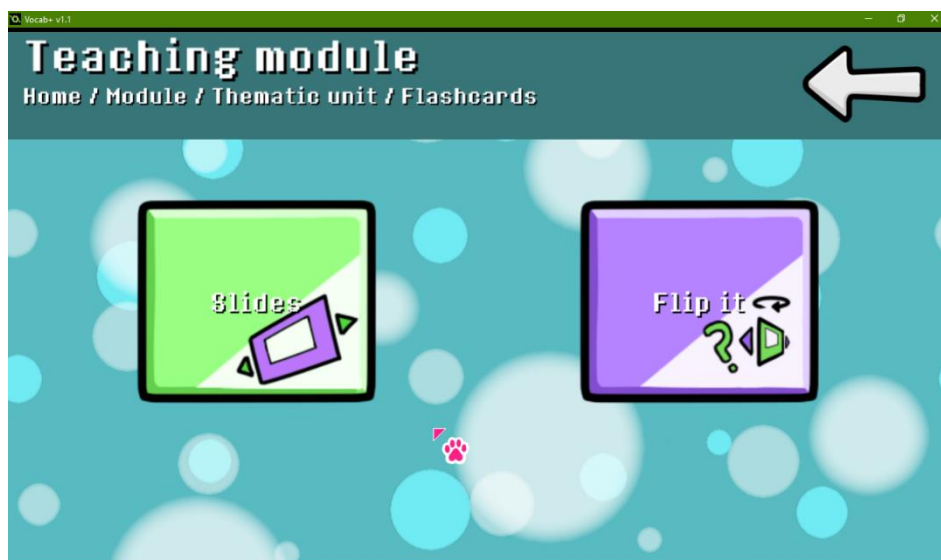 Vocab+ v1.1
Teaching module
Home / Module / Thematic unit / Flashcards
Slides
Flip it
?